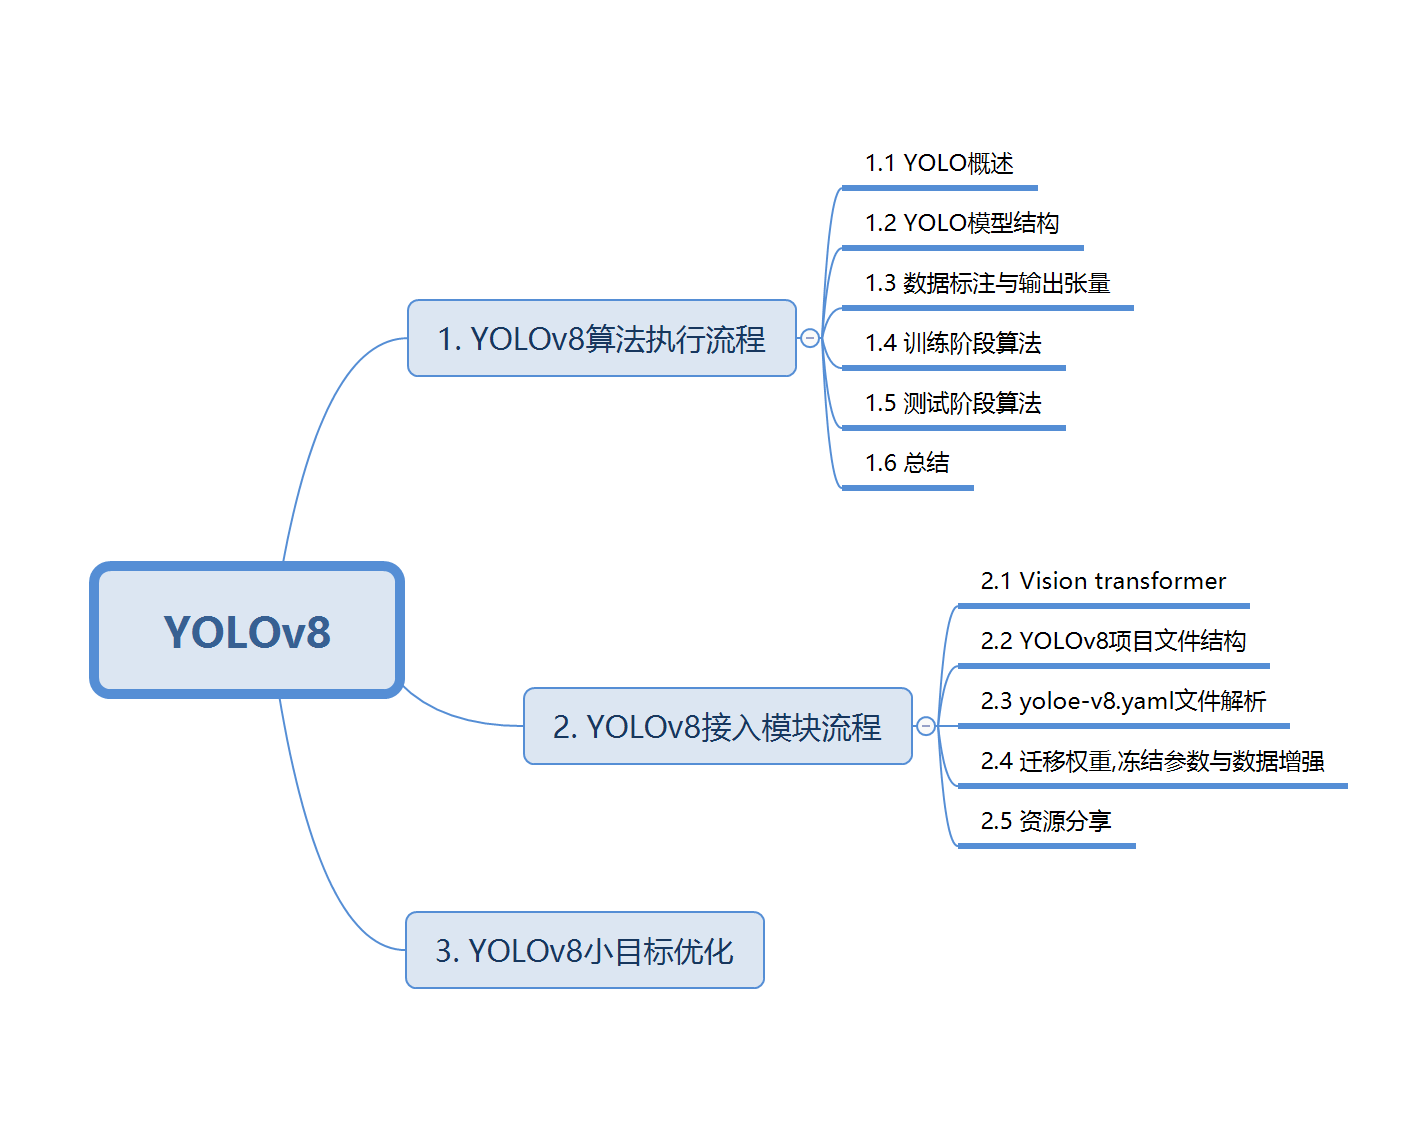 YOLOv8
1. YOLOv8算法执行流程
1.1 YOLO概述
1.2 YOLO模型结构
1.3 数据标注与输出张量
1.4 训练阶段算法
1.5 测试阶段算法
1.6 总结
2. YOLOv8接入模块流程
2.1 Vision transformer
2.2 YOLOv8项目文件结构
2.3 yoloe-v8.yaml文件解析
2.4 迁移权重,冻结参数与数据增强
2.5 资源分享
3. YOLOv8小目标优化